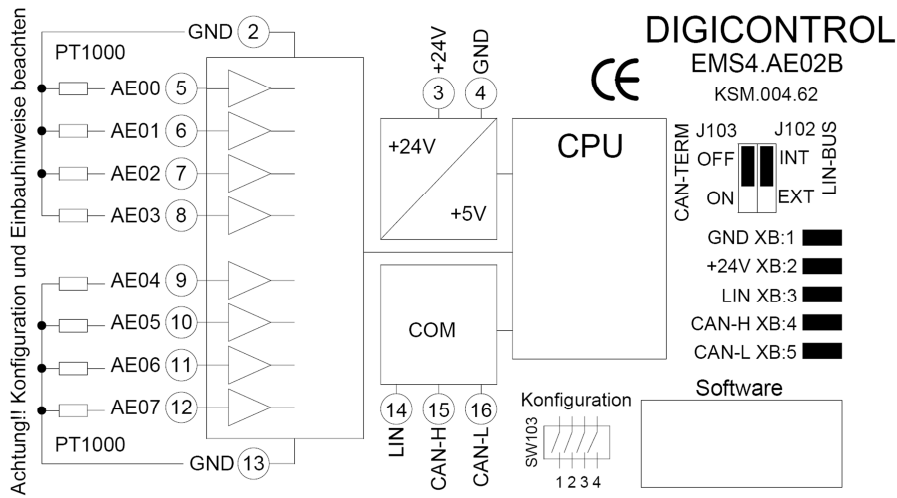 Achtung!! Konfiguration und Einbauhinweise beachten
GND 2
PT1000
AE00 5
AE01 6
AE02 7
AE03 8
AE04 9
AE05 10
AE06 11
AE07 12
PT1000
GND 13
+24V
3
GND
4
+24V
+5V
COM
14
LIN
15
CAN-H
16
CAN-L
CPU
DIGICONTROL
CE
EMS4.AE02B
KSM.004.62
CAN-TERM
J103
OFF
ON
J102
INT
EXT
LIN-BUS
GND XB:1
+24V XB:2
LIN XB:3
CAN-H XB:4
CAN-L XB:5
Konfiguration
SW103
1 2 3 4
Software